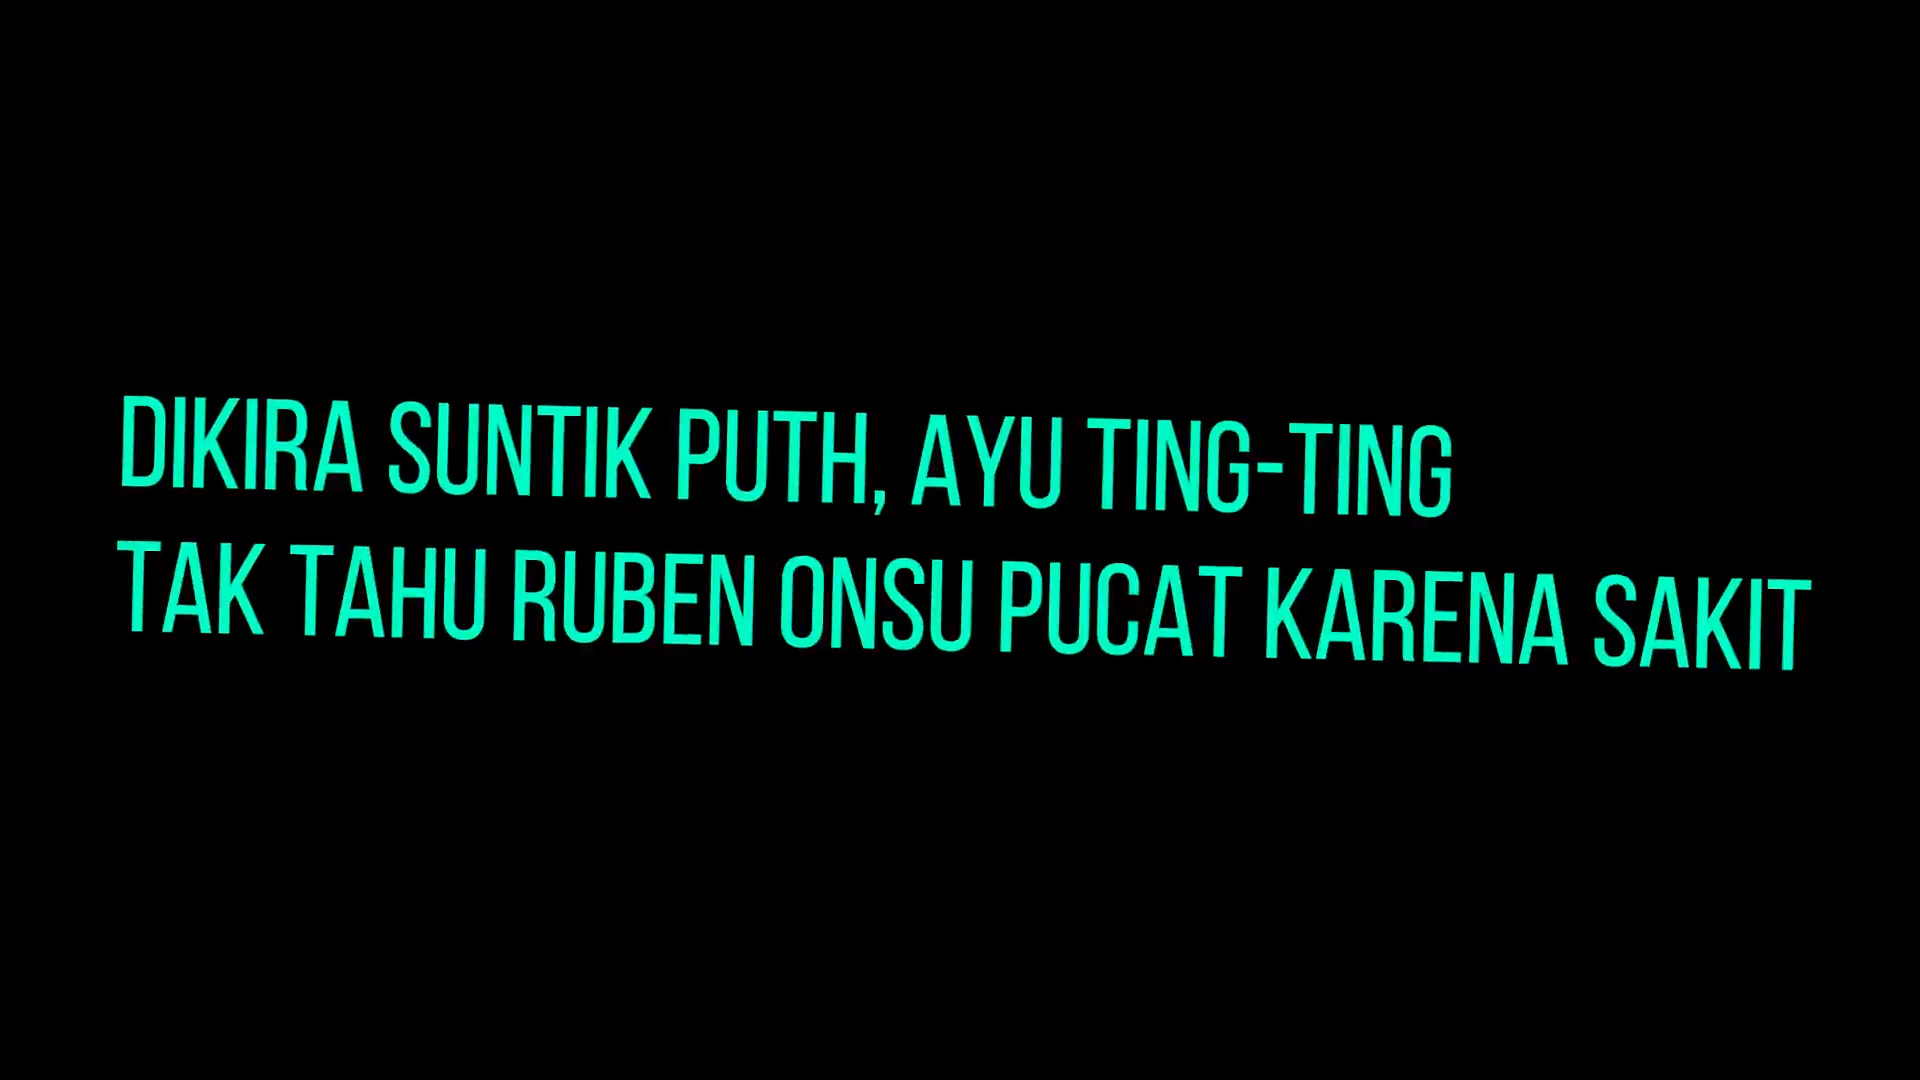 DIKIRA SUNTIK PUTH, AYU TING-TING
TAK TAHU RUBEN ONSU PUCAT KARENA SAKIT